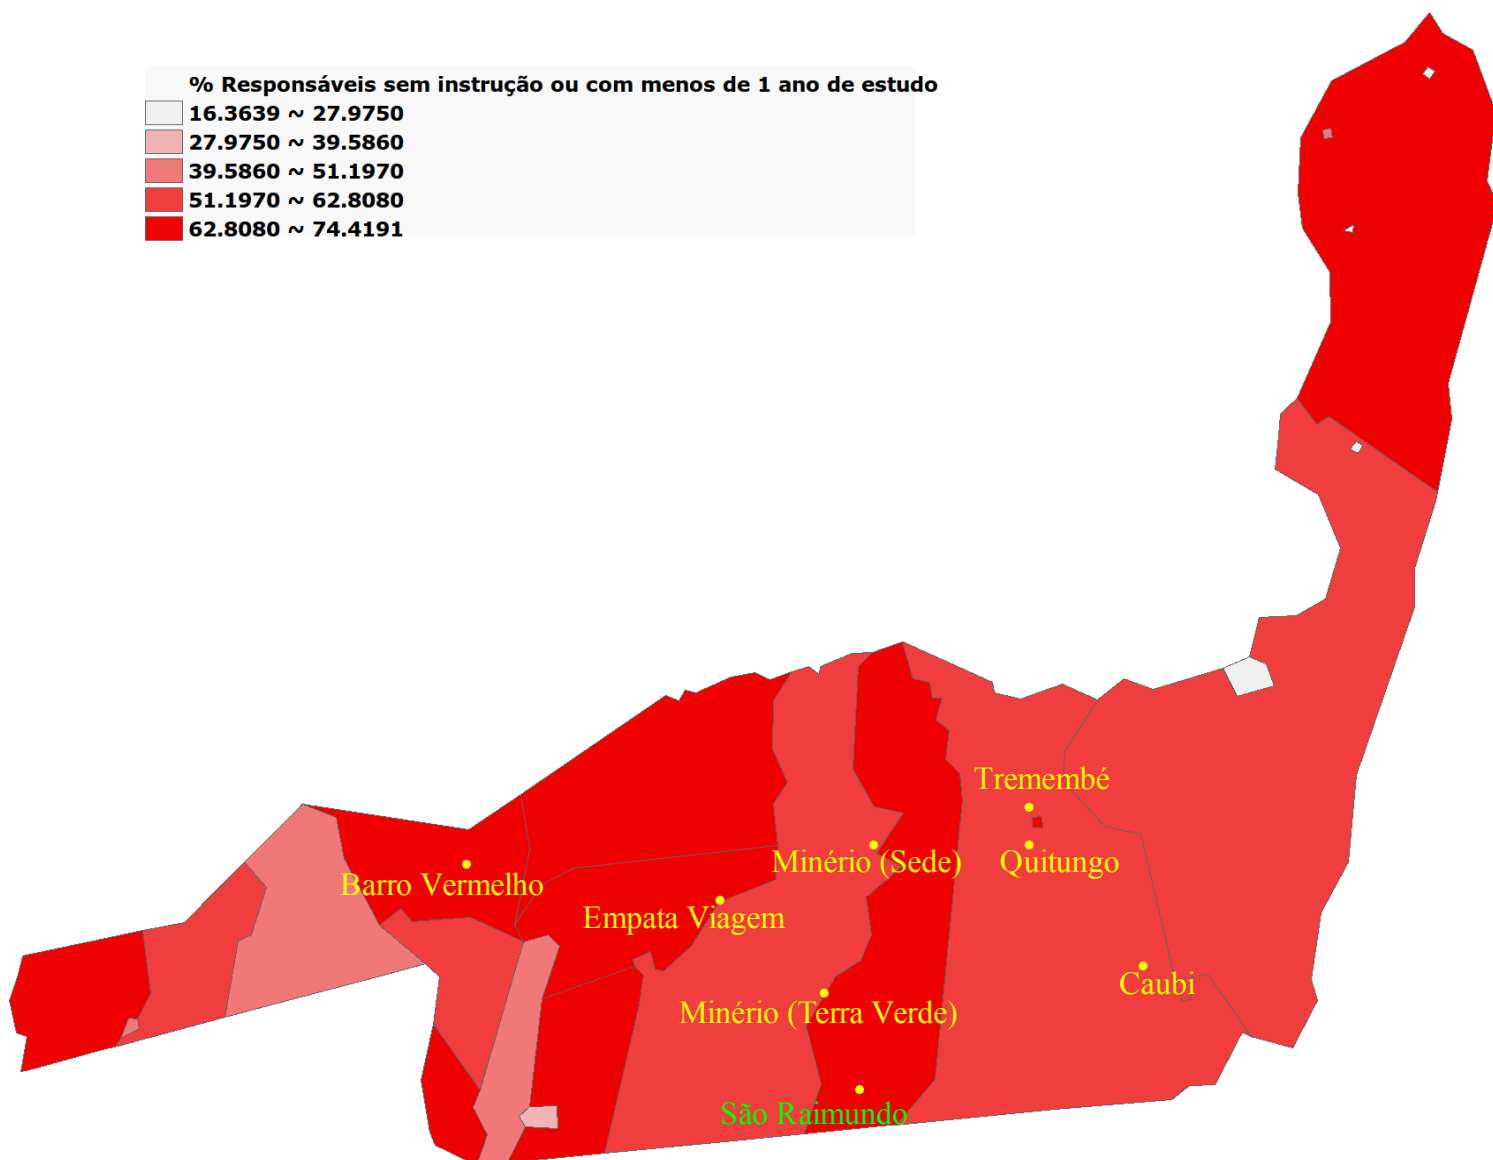 % Responsáveis sem instrução ou com menos de 1 ano de estudo
16.3639 ~ 27.9750
27.9750 ~ 39.5860
39.5860 ~ 51.1970
51.1970 ~ 62.8080
62.8080 ~ 74.4191
Tremembé
Minério (Sede)
Quitungo
Barro Vermelho
Empata Viagem
Caubi
Minério (Terra Verde)
São Raimundo